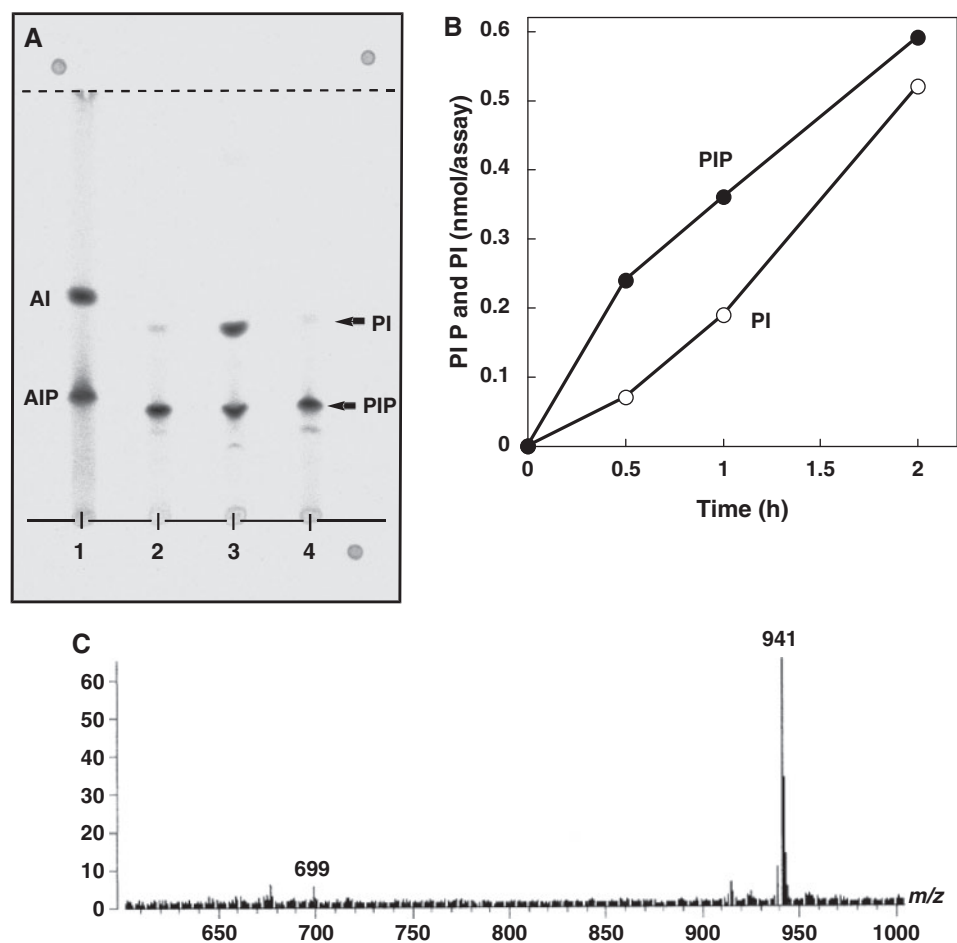 A
AI
PI
AIP
PIP
1 2 3 4
B
PI P and PI (nmol/assay)
0.6
0.5
0.4
0.3
0.2
0.1
0
PIP
PI
0 0.5 1 1.5 2
Time (h)
C
941
699
60
50
40
30
20
10
0
m/z
650 700 750 800 850 900 950 1000